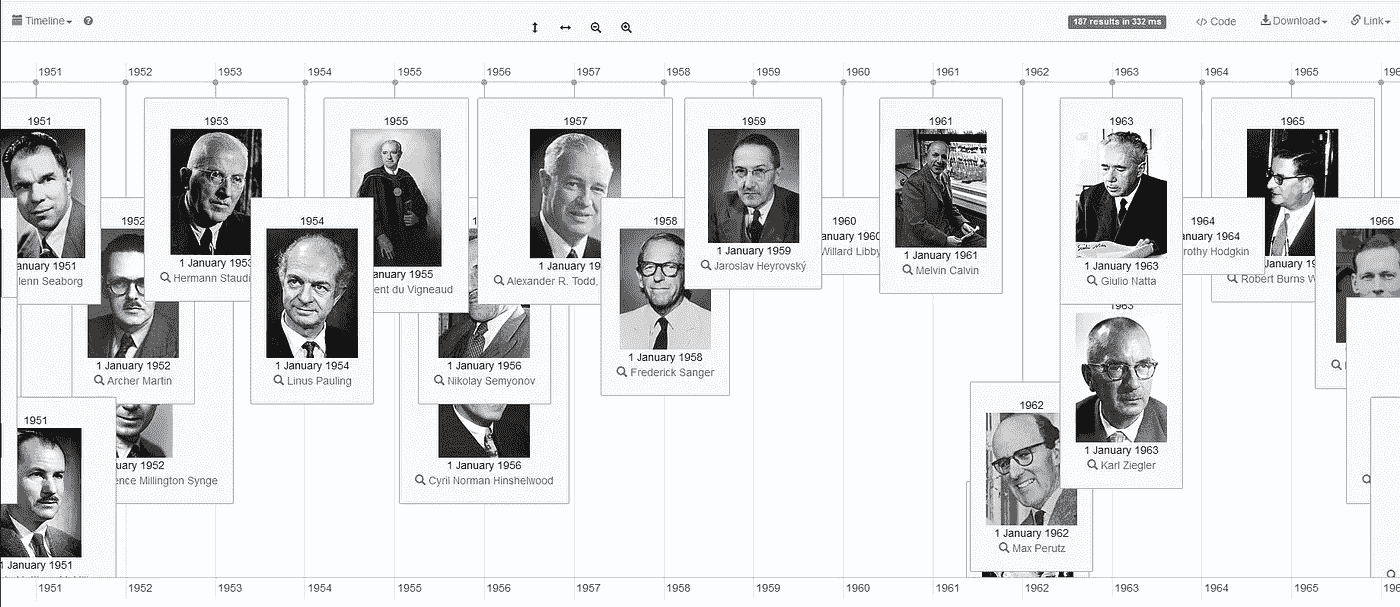 Timeline
187 results in 332 ms
Code
Download
Link
1951 1952 1953 1954 1955 1956 1957 1958 1959 1960 1961 1962 1963 1964 1965 196
1951
anuary 1951
lenn Seaborg
1952
1 January 1952
Archer Martin
1951
1 January 1951
uary 1952
ence Millington Synge
1953
1 January 1953
Hermann Staudi
1954
1 January 1954
Linus Pauling
1955
anuary 1955
ent du Vigneaud
1
1 January 1956
Nikolay Semyonov
1 January 1956
Cyril Norman Hinshelwood
1957
1 January 19
Alexander R. Todd,
1958
1 January 1958
Frederick Sanger
1959
1 January 1959
Jaroslav Heyrovský
1960
anuary 1960
Willard Libby
1961
1 January 1961
Melvin Calvin
1962
1 January 1962
Max Perutz
1963
1 January 1963
Giulio Natta
1963
1 January 1963
Karl Ziegler
1964
anuary 1964
rothy Hodgkin
1965
anuary 19
Robert Burns W
1966
1951 1952 1953 1954 1955 1956 1957 1958 1959 1960 1961 1962 1963 1964 1965 196